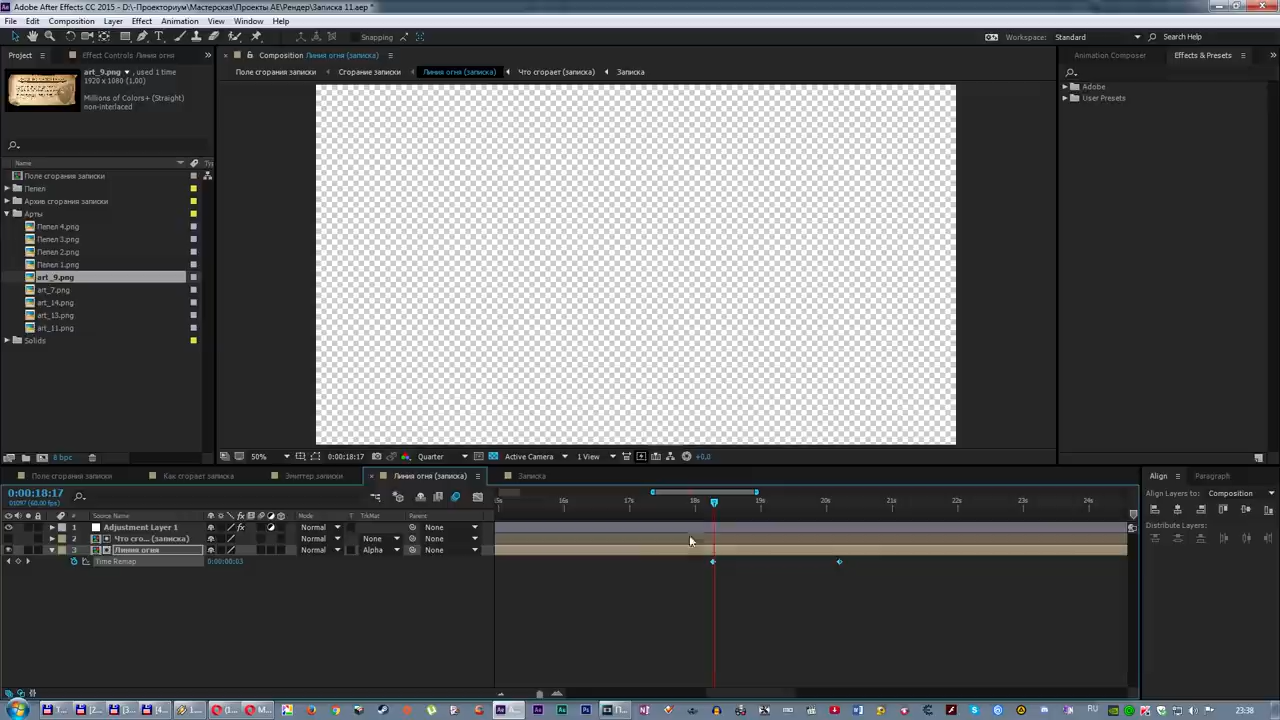 Adobe After Effects CC 2015 - D:\-Проекториум\Мастерская\Проекты АЕ\Рендер\Записка 11.aep *
File Edit Composition Layer Effect Animation View Window Help
Snapping Workspace: Standard Search Help
Project Effect Controls Линия огня
Composition Линия огня (записка)
Animation Composer Effects & Presets
art_9.png ▾, used 1 time
1920 x 1080 (1,00)
Millions of Colors+ (Straight)
non-interlaced
Поле сгорания записки Сгорание записки Линия огня (записка) Что сгорает (записка) Записка
Adobe
User Presets
Name Ty
Поле сгорания записки
Пепел
Архив сгорания записки
Арты
Пепел 4.png
Пепел 3.png
Пепел 2.png
Пепел 1.png
art_9.png
art_7.png
art_14.png
art_13.png
art_11.png
Solids
8 bpc
50% 0:00:18:17 Quarter Active Camera 1 View +0,0
Поле сгорания записки Как сгорает записка Эмиттер записки Линия огня (записка) Записка
Align Paragraph
0:00:18:17
01097 (60.00 fps)
16s 17s 18s 19s 20s 21s 22s 23s 24s
Align Layers to: Composition
Distribute Layers:
# Source Name Mode T TrkMat Parent
1 Adjustment Layer 1 Normal None
2 Что сго... (записка) Normal None None
3 Линия огня Normal Alpha None
Time Remap 0:00:00:03
RU 23:38